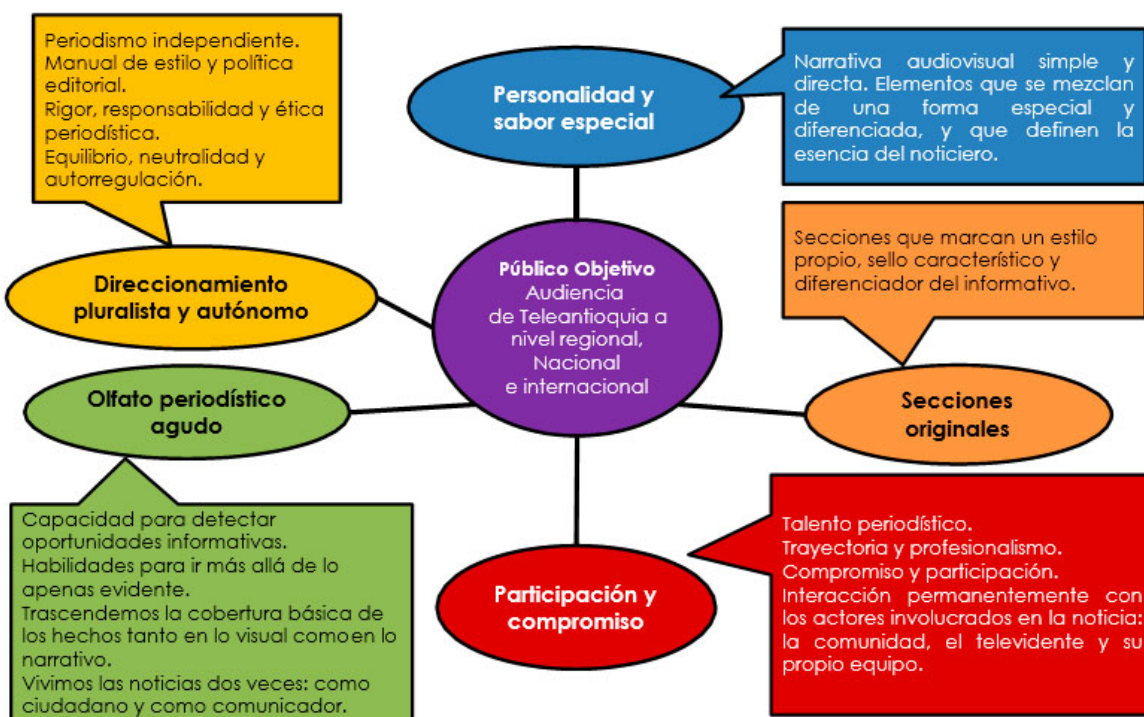 Periodismo independiente.
Manual de estilo y política
editorial.
Rigor, responsabilidad y ética
periodística.
Equilibrio, neutralidad y
autorregulación.
Personalidad y
sabor especial
Narrativa audiovisual simple y
directa. Elementos que se mezclan
de una forma especial y
diferenciada, y que definen la
esencia del noticiero.
Direccionamiento
pluralista y autónomo
Público Objetivo
Audiencia
de Teleantioquia a
nivel regional,
Nacional
e internacional
Secciones que marcan un estilo
propio, sello característico y
diferenciador del informativo.
Olfato periodístico
agudo
Secciones
originales
Capacidad para detectar
oportunidades informativas.
Habilidades para ir más allá de lo
apenas evidente.
Trascendemos la cobertura básica de
los hechos tanto en lo visual como en lo
narrativo.
Vivimos las noticias dos veces: como
ciudadano y como comunicador.
Participación y
compromiso
Talento periodístico.
Trayectoria y profesionalismo.
Compromiso y participación.
Interacción permanentemente con
los actores involucrados en la noticia:
la comunidad, el televidente y su
propio equipo.